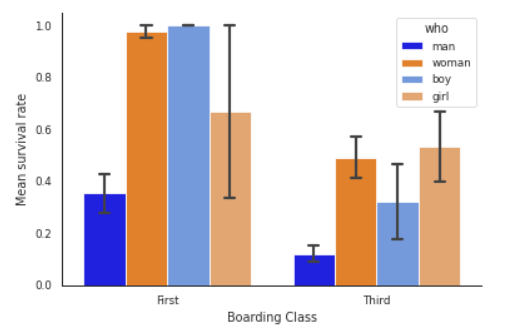 1.0
0.8
0.6
0.4
0.2
0.0
Mean survival rate
who
man
woman
boy
girl
First
Third
Boarding Class